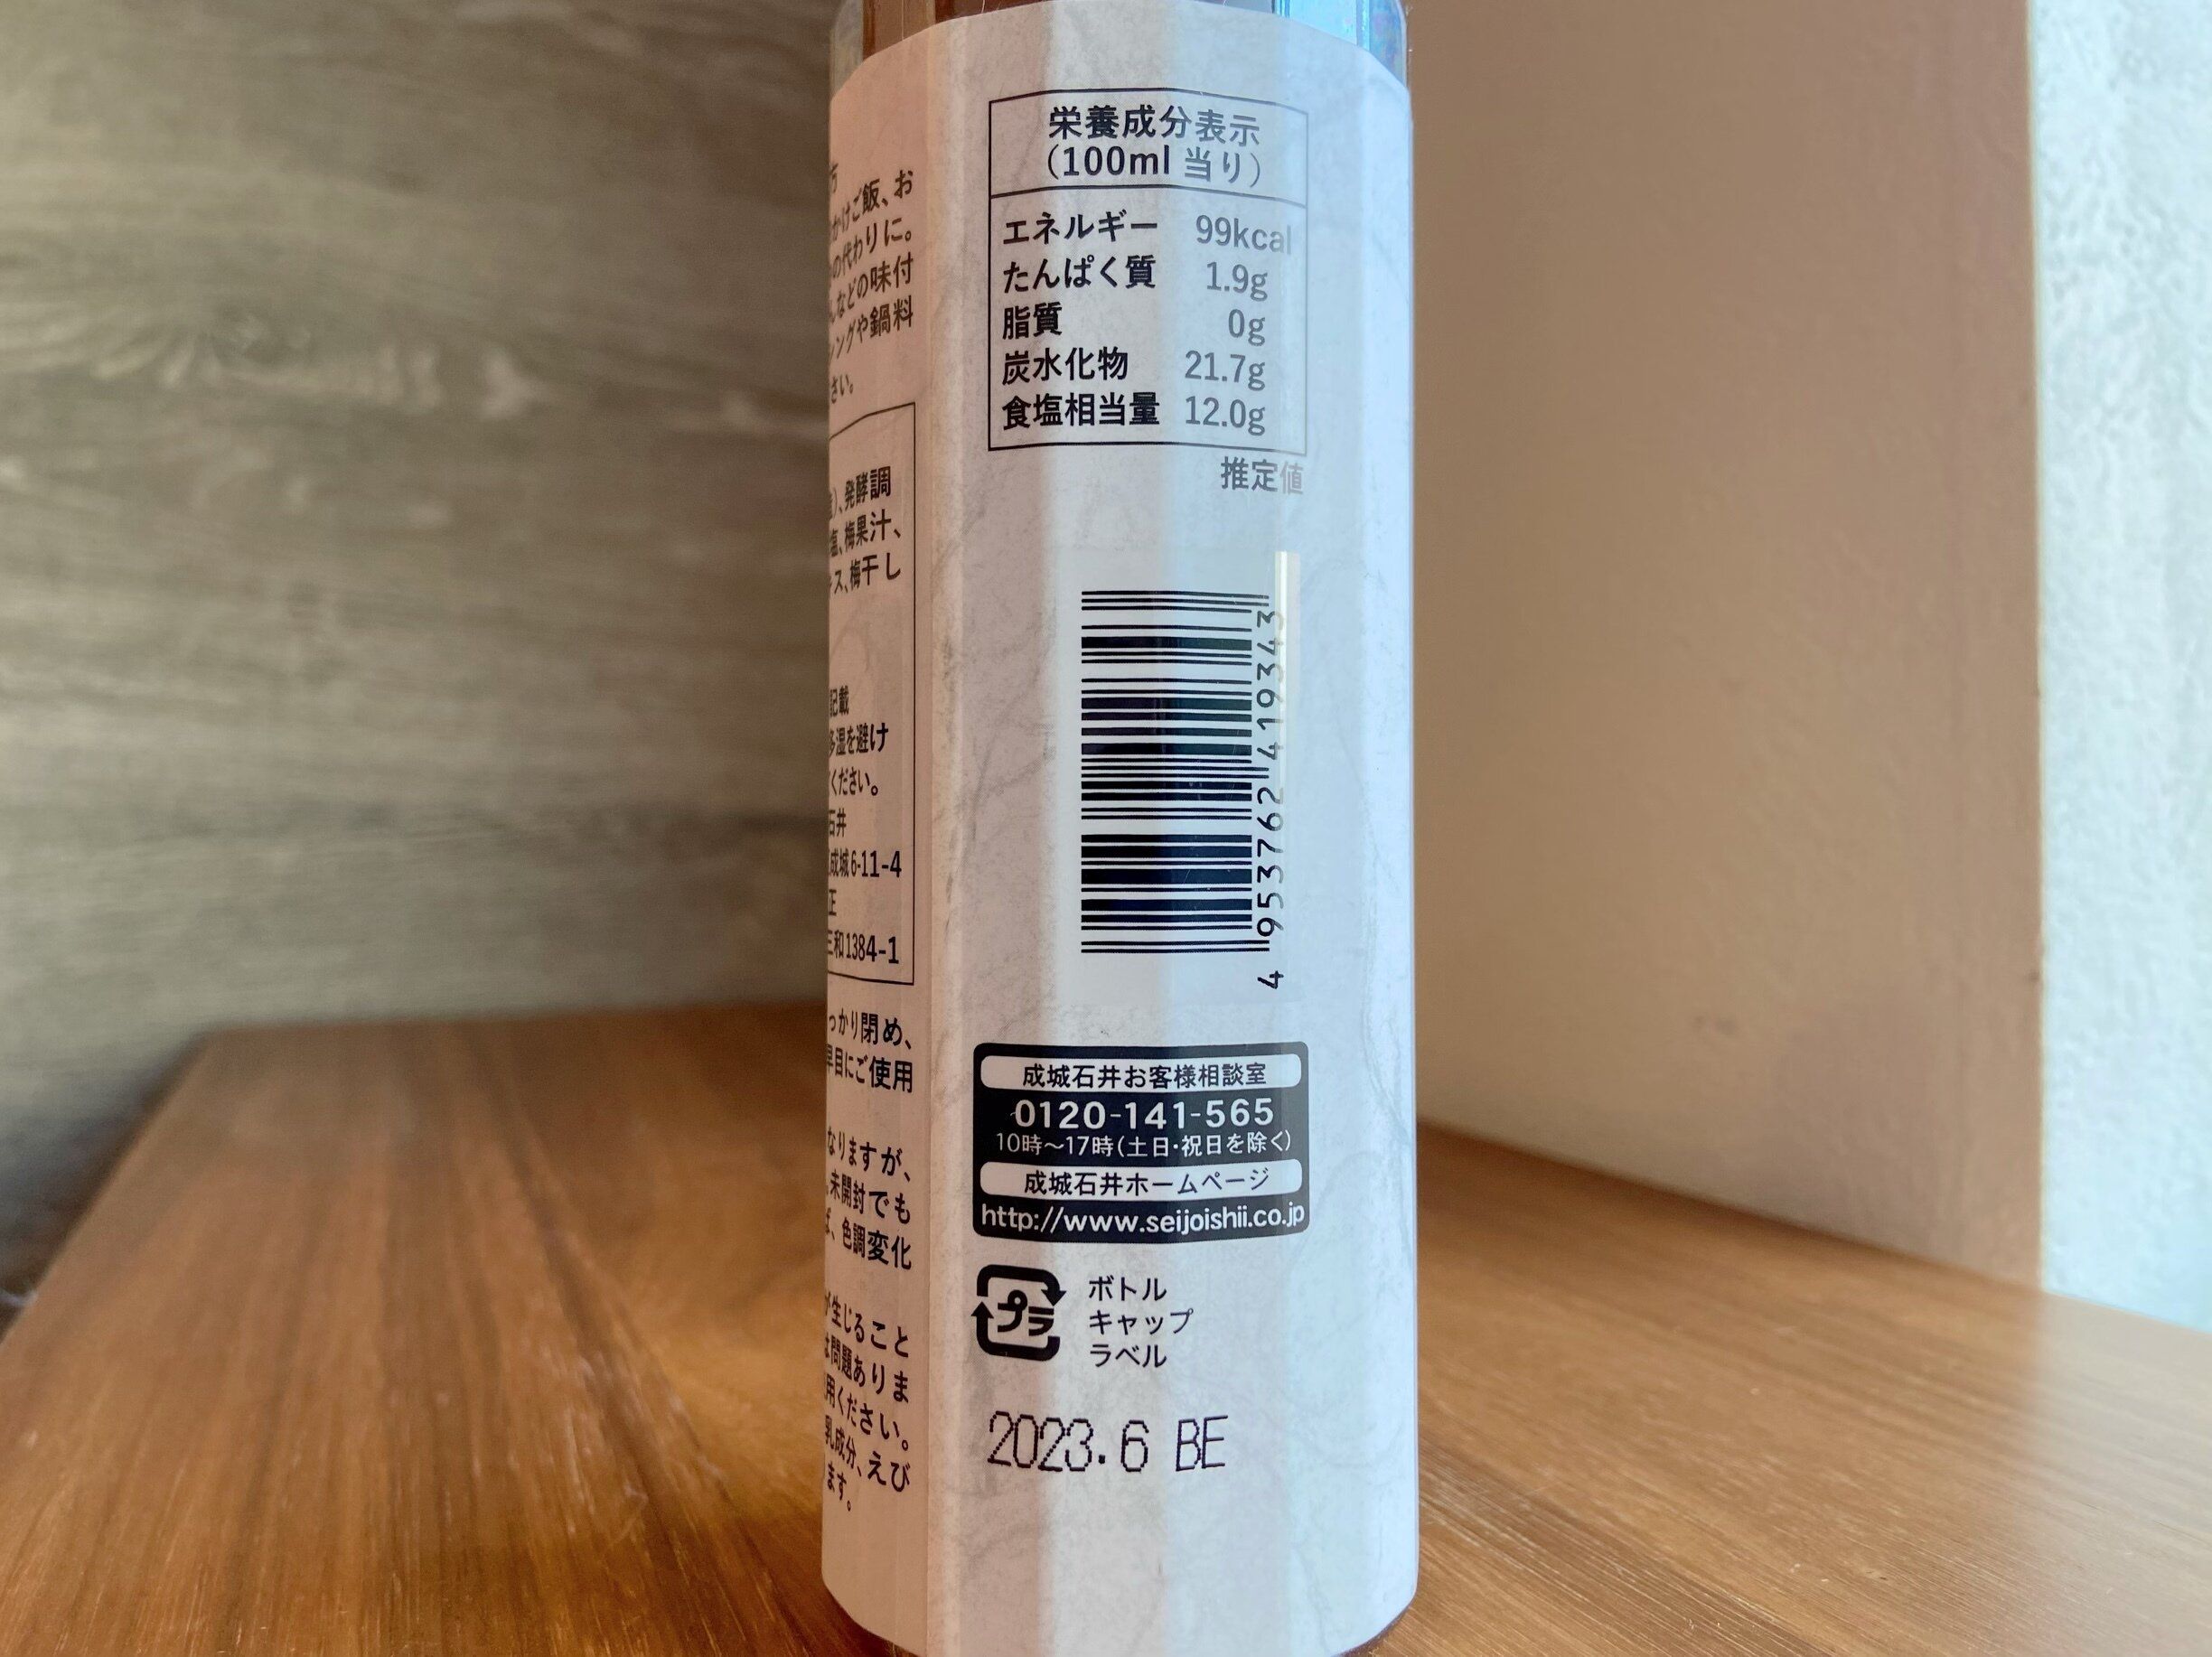 かけご飯、お
の代わりに。
などの味付
ングや鍋料
さい。
、発酵調
塩、梅果汁、
ス、梅干し
記載
多湿を避け
ください。
石井
成城6-11-4
正
三和1384-1
っかり閉め、
早目にご使用
なりますが、
未開封でも
、色調変化
が生じること
は問題ありま
用ください。
乳成分、えび
ます。
栄養成分表示
(100ml 当り)
エネルギー 99kcal
たんぱく質 1.9g
脂質 0g
炭水化物 21.7g
食塩相当量 12.0g
推定値
4 953762 419343
成城石井お客様相談室
0120-141-565
10時～17時(土日・祝日を除く)
成城石井ホームページ
http://www.seijoishii.co.jp
プラ
ボトル
キャップ
ラベル
2023.6 BE